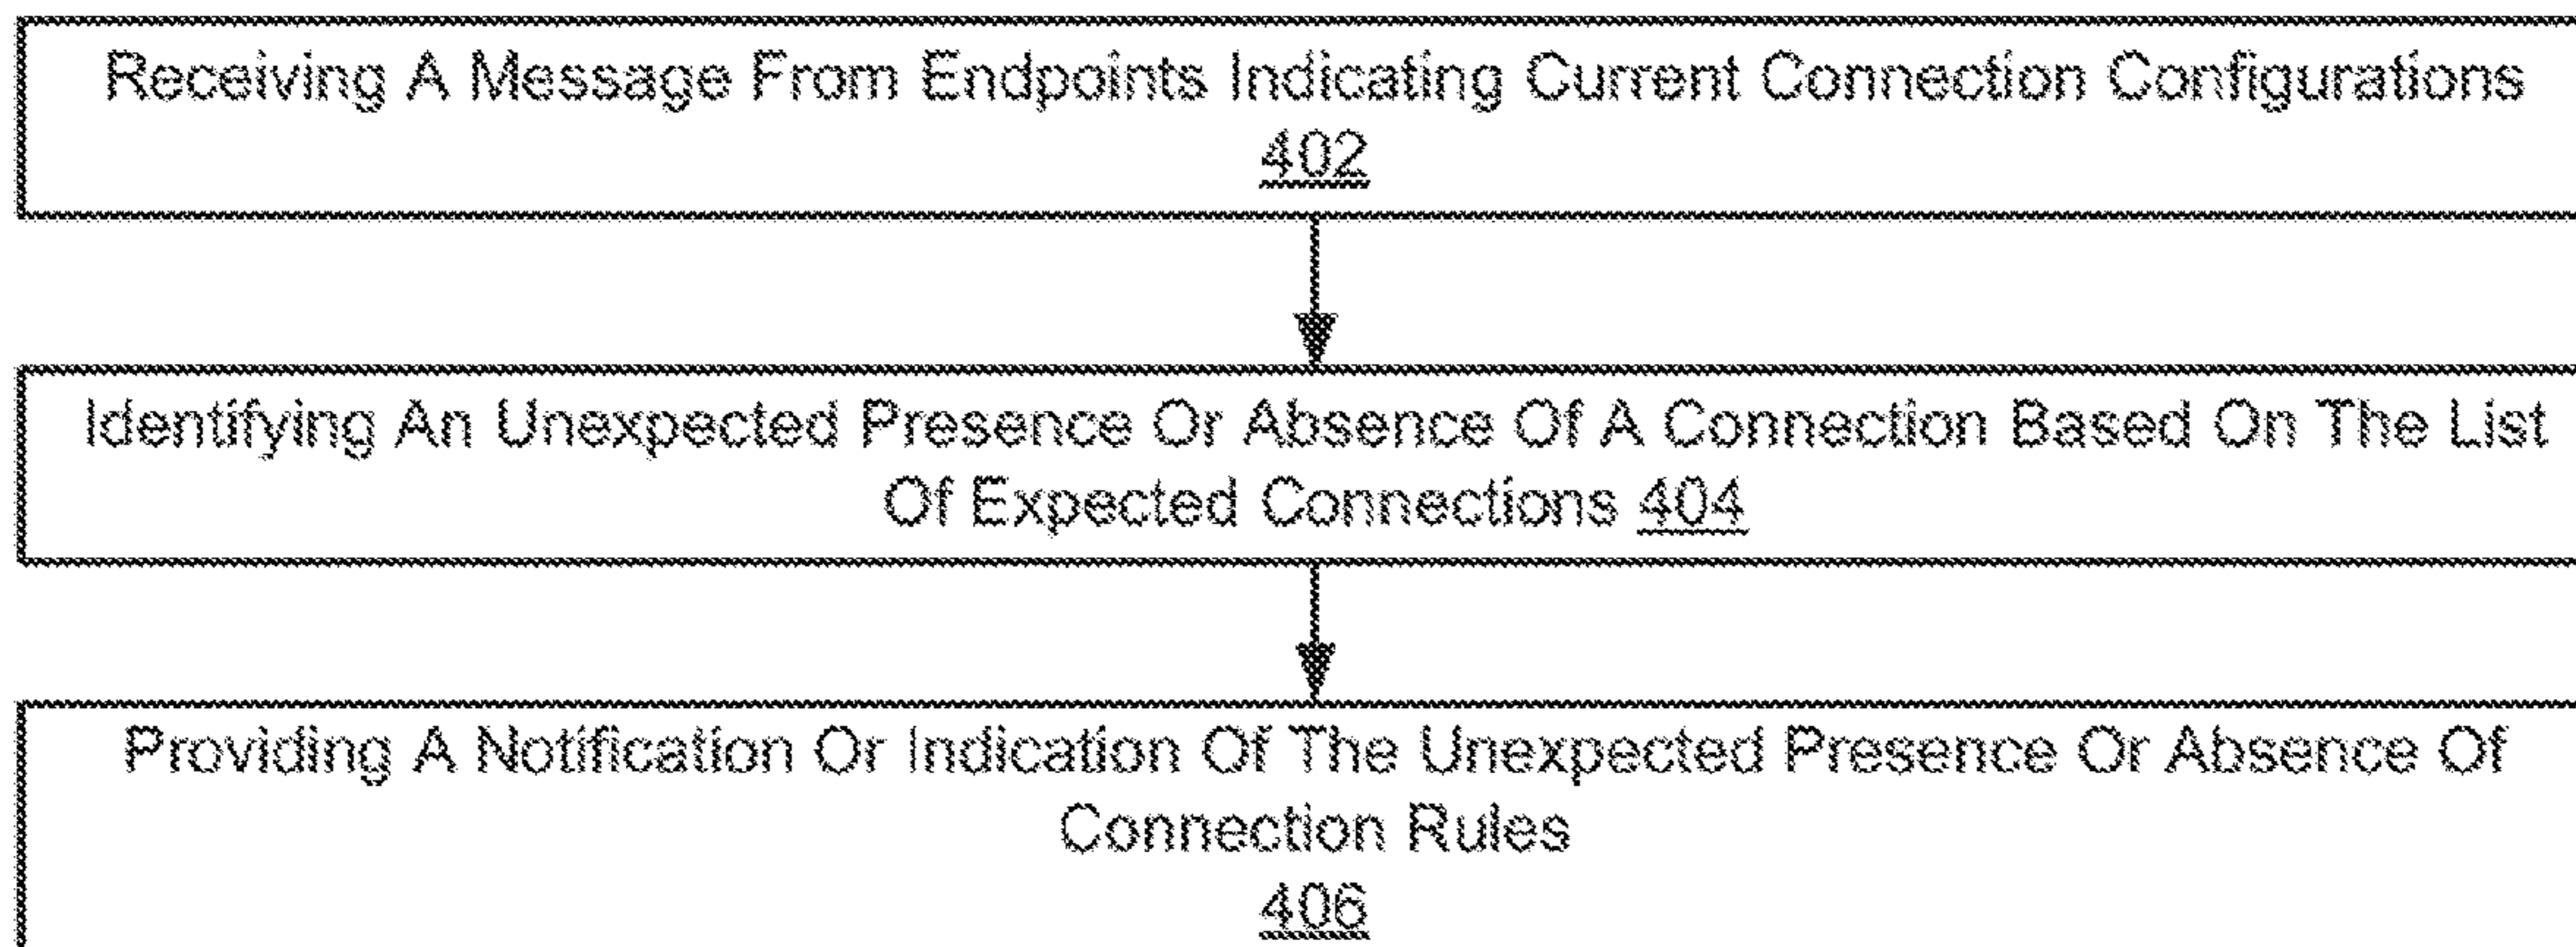 Receiving A Message From Endpoints Indicating Current Connection Configurations
402
Identifying An Unexpected Presence Or Absence Of A Connection Based On The List
Of Expected Connections 404
Providing A Notification Or Indication Of The Unexpected Presence Or Absence Of
Connection Rules
406